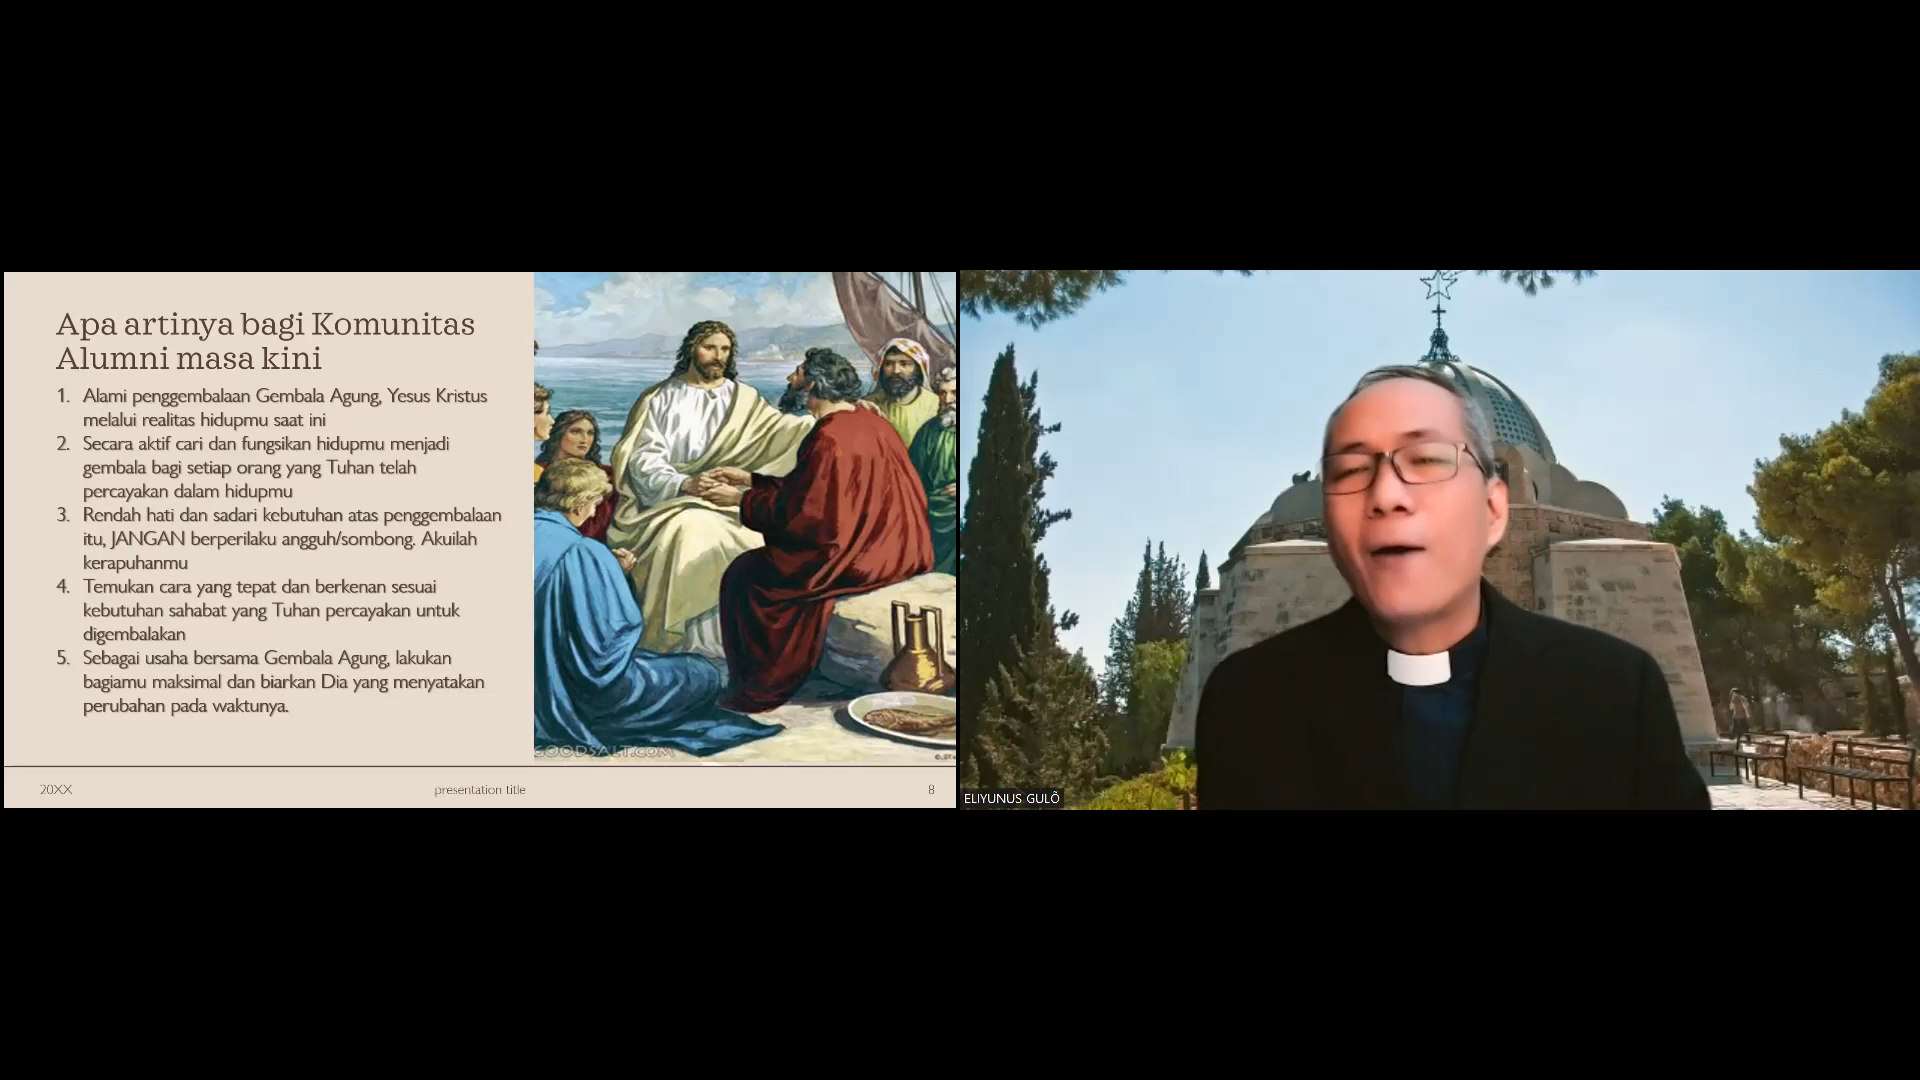 Apa artinya bagi Komunitas
Alumni masa kini
1. Alami penggembalaan Gembala Agung, Yesus Kristus
melalui realitas hidupmu saat ini
2. Secara aktif cari dan fungsikan hidupmu menjadi
gembala bagi setiap orang yang Tuhan telah
percayakan dalam hidupmu
3. Rendah hati dan sadari kebutuhan atas penggembalaan
itu, JANGAN berperilaku angguh/sombong. Akuilah
kerapuhanmu
4. Temukan cara yang tepat dan berkenan sesuai
kebutuhan sahabat yang Tuhan percayakan untuk
digembalakan
5. Sebagai usaha bersama Gembala Agung, lakukan
bagiamu maksimal dan biarkan Dia yang menyatakan
perubahan pada waktunya.
GOODSALT.COM
20XX
presentation title
8
ELIYUNUS GULÕ